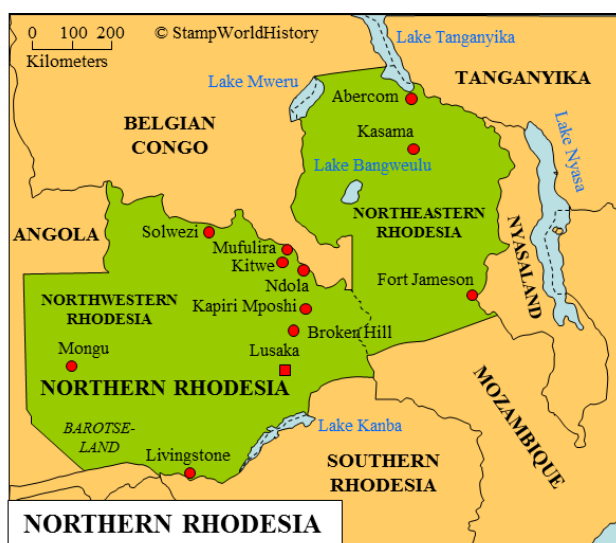 0 100 200
Kilometers
© StampWorldHistory
Lake Tanganyika
TANGANYIKA
Lake Mweru
Abercom
BELGIAN
CONGO
Kasama
Lake Nyasa
Lake Bangweulu
NORTHEASTERN
RHODESIA
ANGOLA
Solwezi
Mufulira
Kitwe
Ndola
NYASALAND
Fort Jameson
NORTHWESTERN
RHODESIA
Kapiri Mposhi
Broken Hill
Mongu
Lusaka
NORTHERN RHODESIA
MOZAMBIQUE
BAROTSE-
LAND
Lake Kanba
Livingstone
SOUTHERN
RHODESIA
NORTHERN RHODESIA